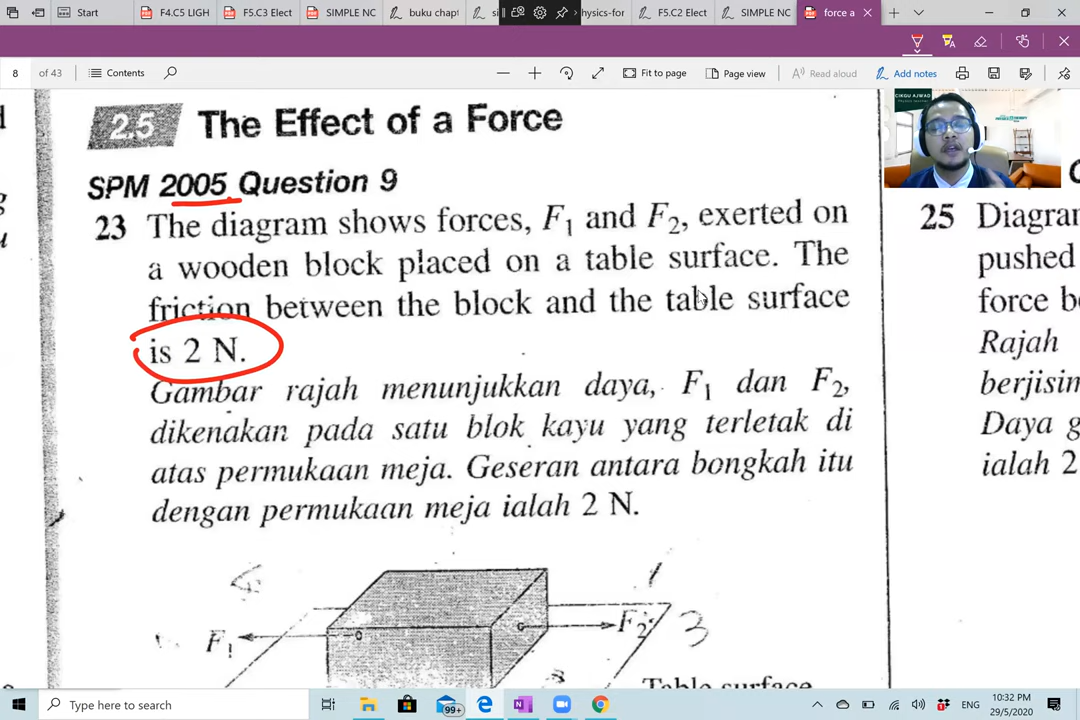 Start
F4.C5 LIGH
F5.C3 Elect
SIMPLE NC
buku chapt
si
hysics-for
F5.C2 Elect
SIMPLE NC
force a
8 of 43
Contents
Fit to page
Page view
Read aloud
Add notes
CIKGU AJWAD
2.5 The Effect of a Force
SPM 2005 Question 9
23 The diagram shows forces, F1 and F2, exerted on
a wooden block placed on a table surface. The
friction between the block and the table surface
is 2 N.
Gambar rajah menunjukkan daya, F1 dan F2,
dikenakan pada satu blok kayu yang terletak di
atas permukaan meja. Geseran antara bongkah itu
dengan permukaan meja ialah 2 N.
F1
F2
3
Table surface
25 Diagran
pushed
force be
Rajah
berjisin
Daya g
ialah 2
Type here to search
99+
ENG
10:32 PM
29/5/2020